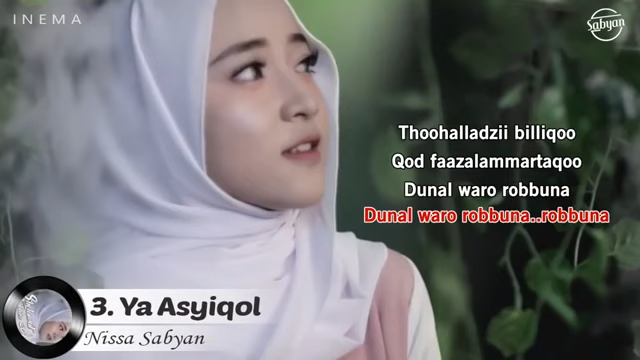 INEMA
Sabyan
Thoohalladzii billiqoo
Qod faazalammartaqoo
Dunal waro robbuna
Dunal waro robbuna..robbuna
3. Ya Asyiqol
Nissa Sabyan